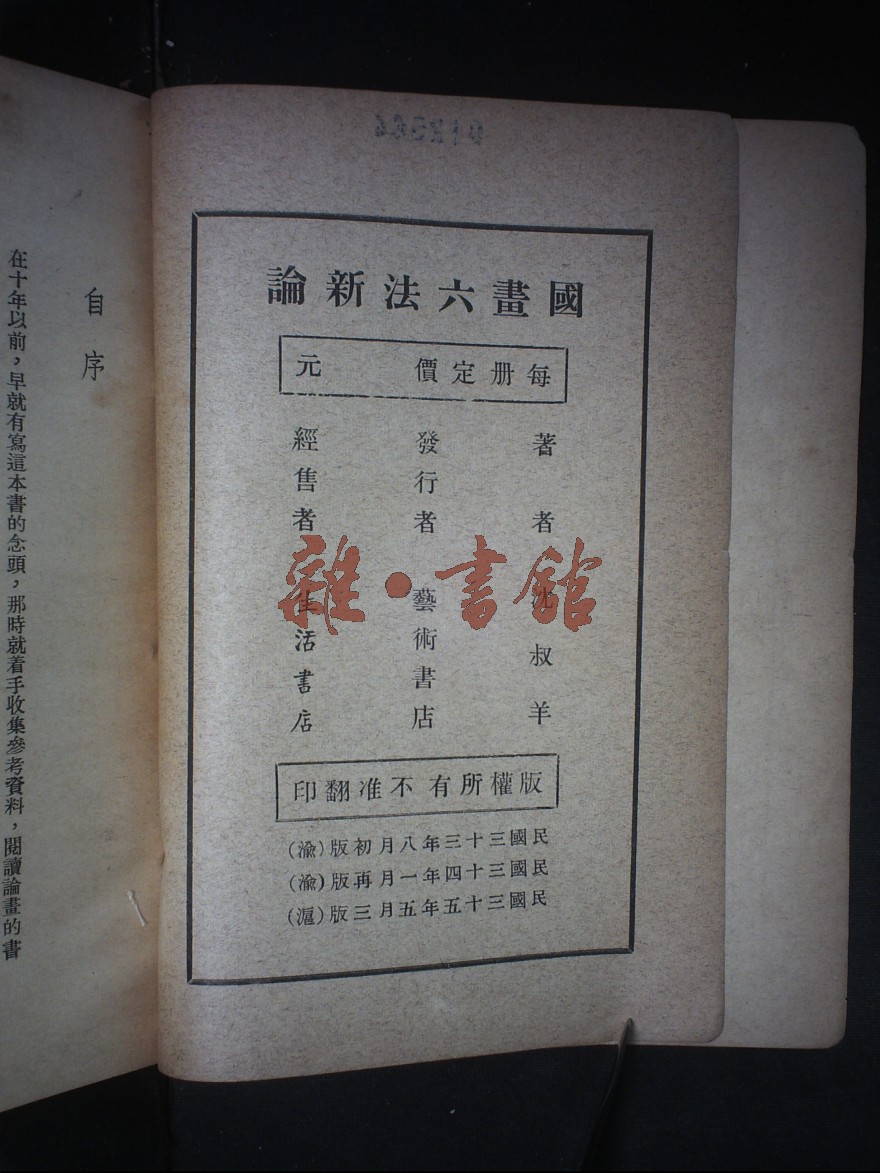 國畫六法新論
每册定價 元
著者 沈叔羊
發行者 藝術書店
經售者 生活書店
版權所有不准翻印
民國三十三年八月初版(渝)
民國三十四年一月再版(渝)
民國三十五年五月三版(滬)
雜·書館
自序
在十年以前，早就有寫這本書的念頭，那時就着手收集參考資料，閱讀論畫的書